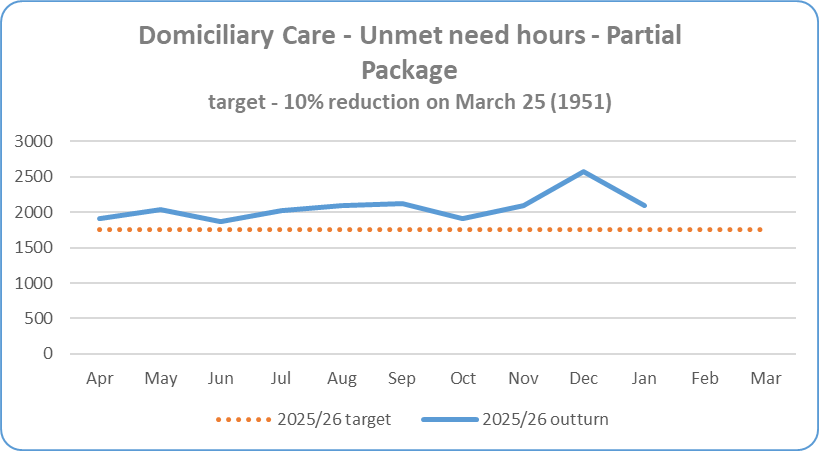 Domiciliary Care - Unmet need hours - Partial
Package
target - 10% reduction on March 25 (1951)
3000
2500
2000
1500
1000
500
0
Apr May Jun Jul Aug Sep Oct Nov Dec Jan Feb Mar
2025/26 target 2025/26 outturn